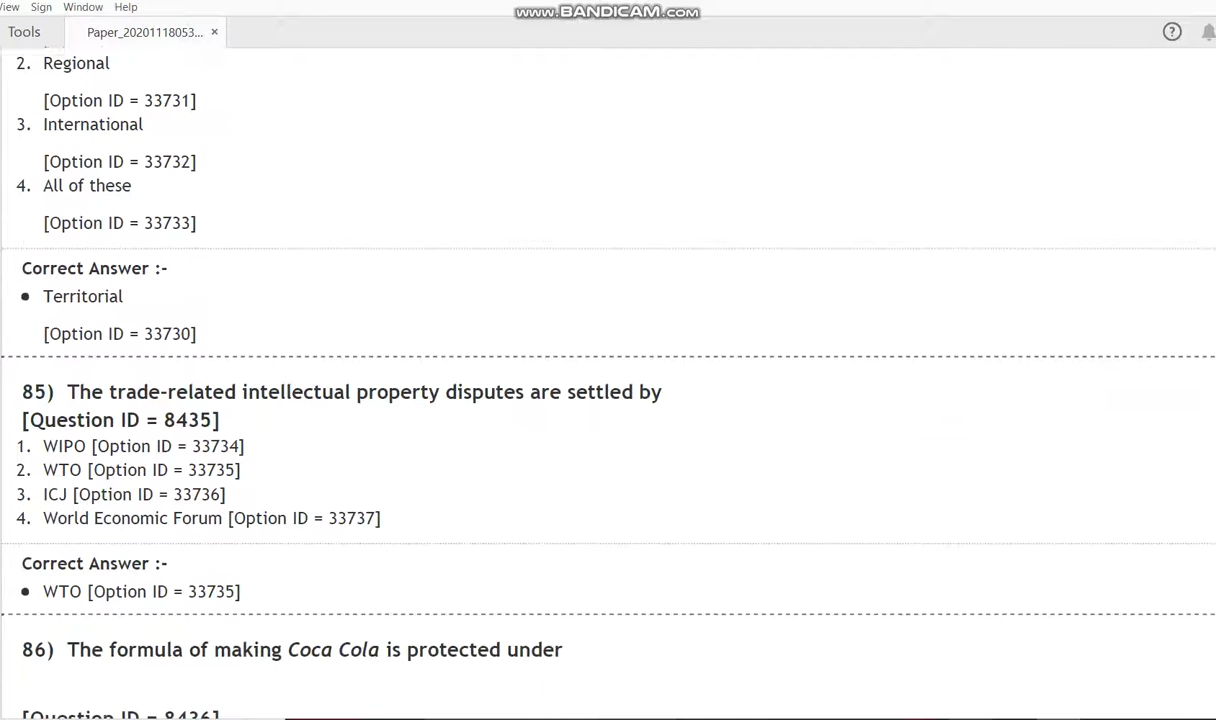 View Sign Window Help
www.BANDICAM.com
Tools
Paper_20201118053... ×
2. Regional
[Option ID = 33731]
3. International
[Option ID = 33732]
4. All of these
[Option ID = 33733]
Correct Answer :-
• Territorial
[Option ID = 33730]
85) The trade-related intellectual property disputes are settled by
[Question ID = 8435]
1. WIPO [Option ID = 33734]
2. WTO [Option ID = 33735]
3. ICJ [Option ID = 33736]
4. World Economic Forum [Option ID = 33737]
Correct Answer :-
• WTO [Option ID = 33735]
86) The formula of making Coca Cola is protected under
[Question ID = 8436]